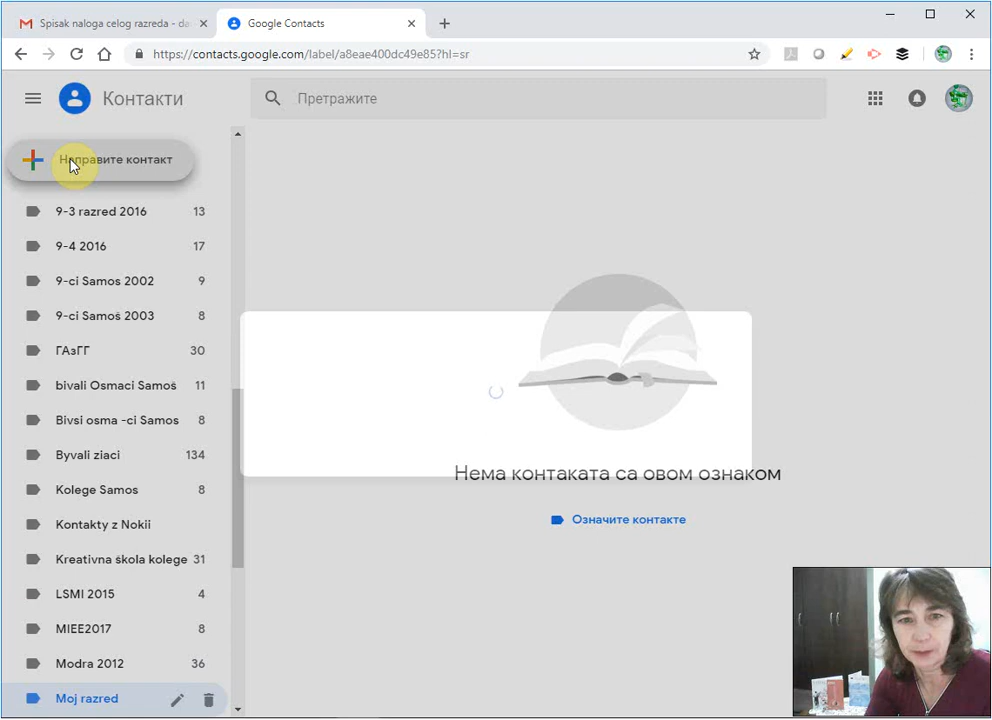 Spisak naloga celog razreda - da
Google Contacts
https://contacts.google.com/label/a8eae400dc49e85?hl=sr
Контакти
Претражите
Направите контакт
9-3 razred 2016 13
9-4 2016 17
9-ci Samos 2002 9
9-ci Samoś 2003 8
ГАзГГ 30
bivali Osmaci Samoś 11
Bivsi osma -ci Samos 8
Byvali ziaci 134
Kolege Samos 8
Kontakty z Nokii
Kreativna śkola kolege 31
LSMI 2015 4
MIEE2017 8
Modra 2012 36
Moj razred
Нема контаката са овом ознаком
Означите контакте